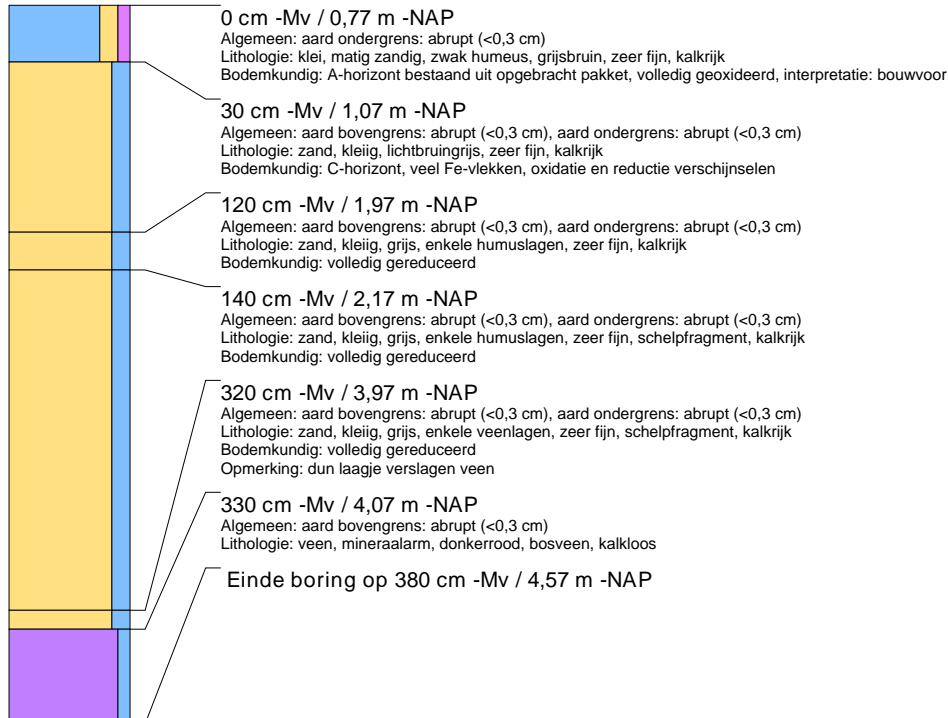 0 cm -Mv / 0,77 m -NAP
Algemeen: aard ondergrens: abrupt (<0,3 cm)
Lithologie: klei, matig zandig, zwak humeus, grijsbruin, zeer fijn, kalkrijk
Bodemkundig: A-horizont bestaand uit opgebracht pakket, volledig geoxideerd, interpretatie: bouwvoor
30 cm -Mv / 1,07 m -NAP
Algemeen: aard bovengrens: abrupt (<0,3 cm), aard ondergrens: abrupt (<0,3 cm)
Lithologie: zand, kleiig, lichtbruingrijs, zeer fijn, kalkrijk
Bodemkundig: C-horizont, veel Fe-vlekken, oxidatie en reductie verschijnselen
120 cm -Mv / 1,97 m -NAP
Algemeen: aard bovengrens: abrupt (<0,3 cm), aard ondergrens: abrupt (<0,3 cm)
Lithologie: zand, kleiig, grijs, enkele humuslagen, zeer fijn, kalkrijk
Bodemkundig: volledig gereduceerd
140 cm -Mv / 2,17 m -NAP
Algemeen: aard bovengrens: abrupt (<0,3 cm), aard ondergrens: abrupt (<0,3 cm)
Lithologie: zand, kleiig, grijs, enkele humuslagen, zeer fijn, schelpfragment, kalkrijk
Bodemkundig: volledig gereduceerd
320 cm -Mv / 3,97 m -NAP
Algemeen: aard bovengrens: abrupt (<0,3 cm), aard ondergrens: abrupt (<0,3 cm)
Lithologie: zand, kleiig, grijs, enkele veenlagen, zeer fijn, schelpfragment, kalkrijk
Bodemkundig: volledig gereduceerd
Opmerking: dun laagje verslagen veen
330 cm -Mv / 4,07 m -NAP
Algemeen: aard bovengrens: abrupt (<0,3 cm)
Lithologie: veen, mineraalarm, donkerrood, bosveen, kalkloos
Einde boring op 380 cm -Mv / 4,57 m -NAP